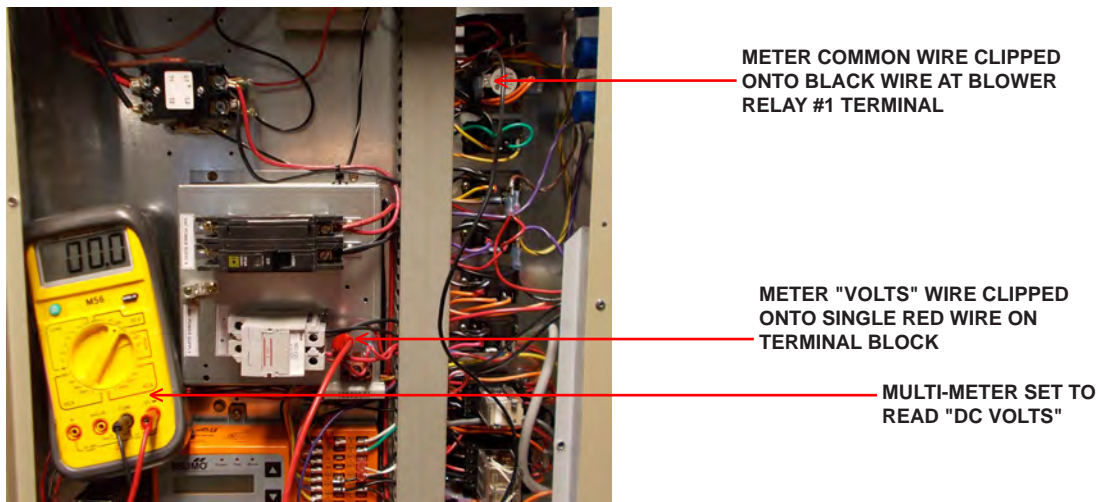 METER COMMON WIRE CLIPPED
ONTO BLACK WIRE AT BLOWER
RELAY #1 TERMINAL
METER "VOLTS" WIRE CLIPPED
ONTO SINGLE RED WIRE ON
TERMINAL BLOCK
MULTI-METER SET TO
READ "DC VOLTS"
00.0
M56